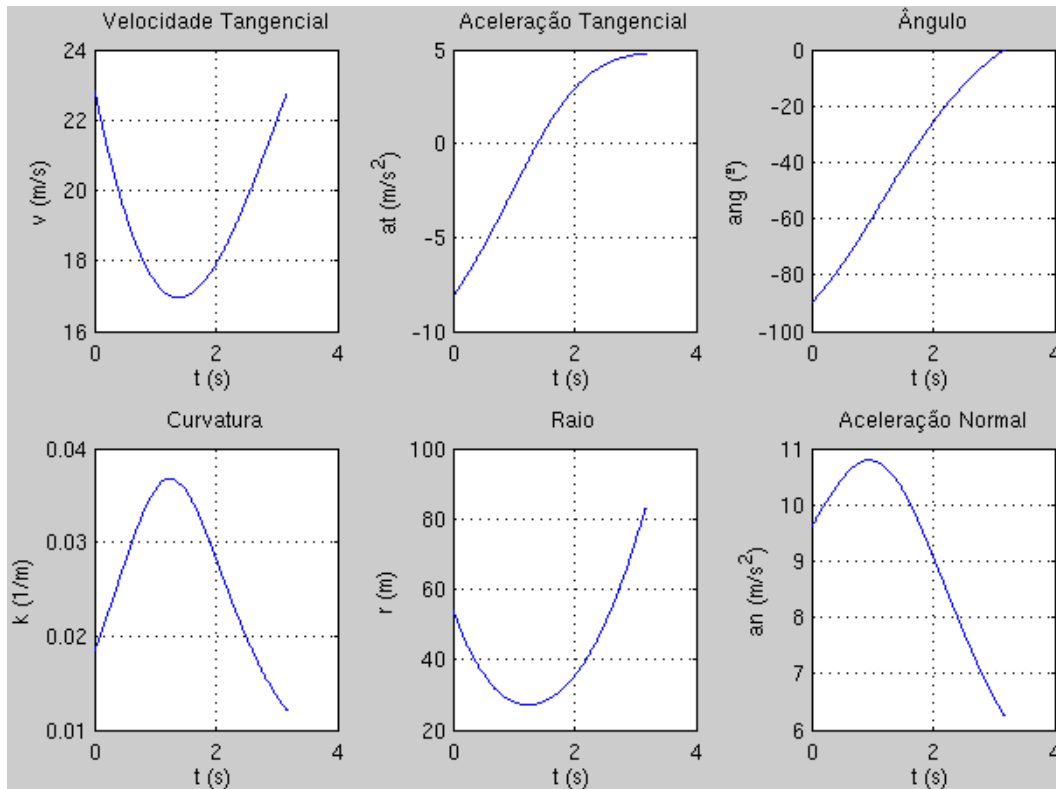 Velocidade Tangencial
24
22
20
18
16
v (m/s)
0 2 4
t (s)
Aceleração Tangencial
5
0
-5
-10
at (m/s²)
0 2 4
t (s)
Ângulo
0
-20
-40
-60
-80
-100
ang (º)
0 2 4
t (s)
Curvatura
0.04
0.03
0.02
0.01
k (1/m)
0 2 4
t (s)
Raio
100
80
60
40
20
r (m)
0 2 4
t (s)
Aceleração Normal
11
10
9
8
7
6
an (m/s²)
0 2 4
t (s)